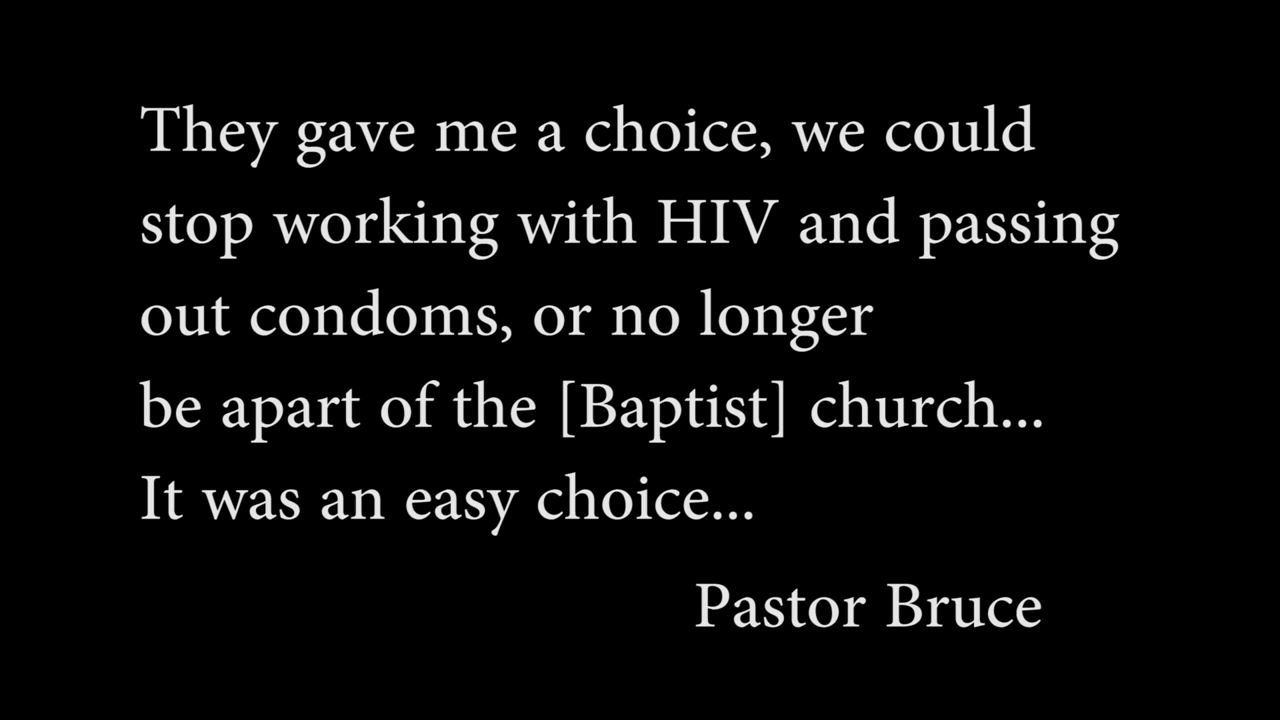 They gave me a choice, we could
stop working with HIV and passing
out condoms, or no longer
be apart of the [Baptist] church...
It was an easy choice...
Pastor Bruce